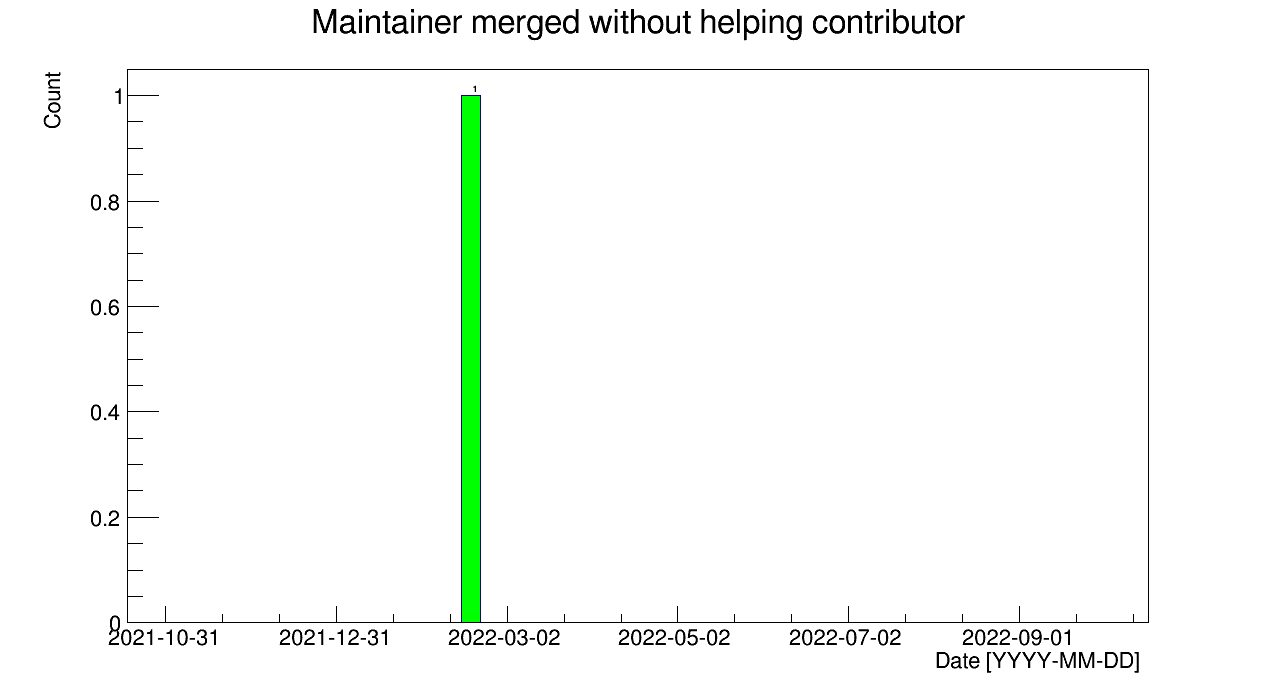 Maintainer merged without helping contributor
Count
1
1
0.8
0.6
0.4
0.2
0
2021-10-31 2021-12-31 2022-03-02 2022-05-02 2022-07-02 2022-09-01
Date [YYYY-MM-DD]